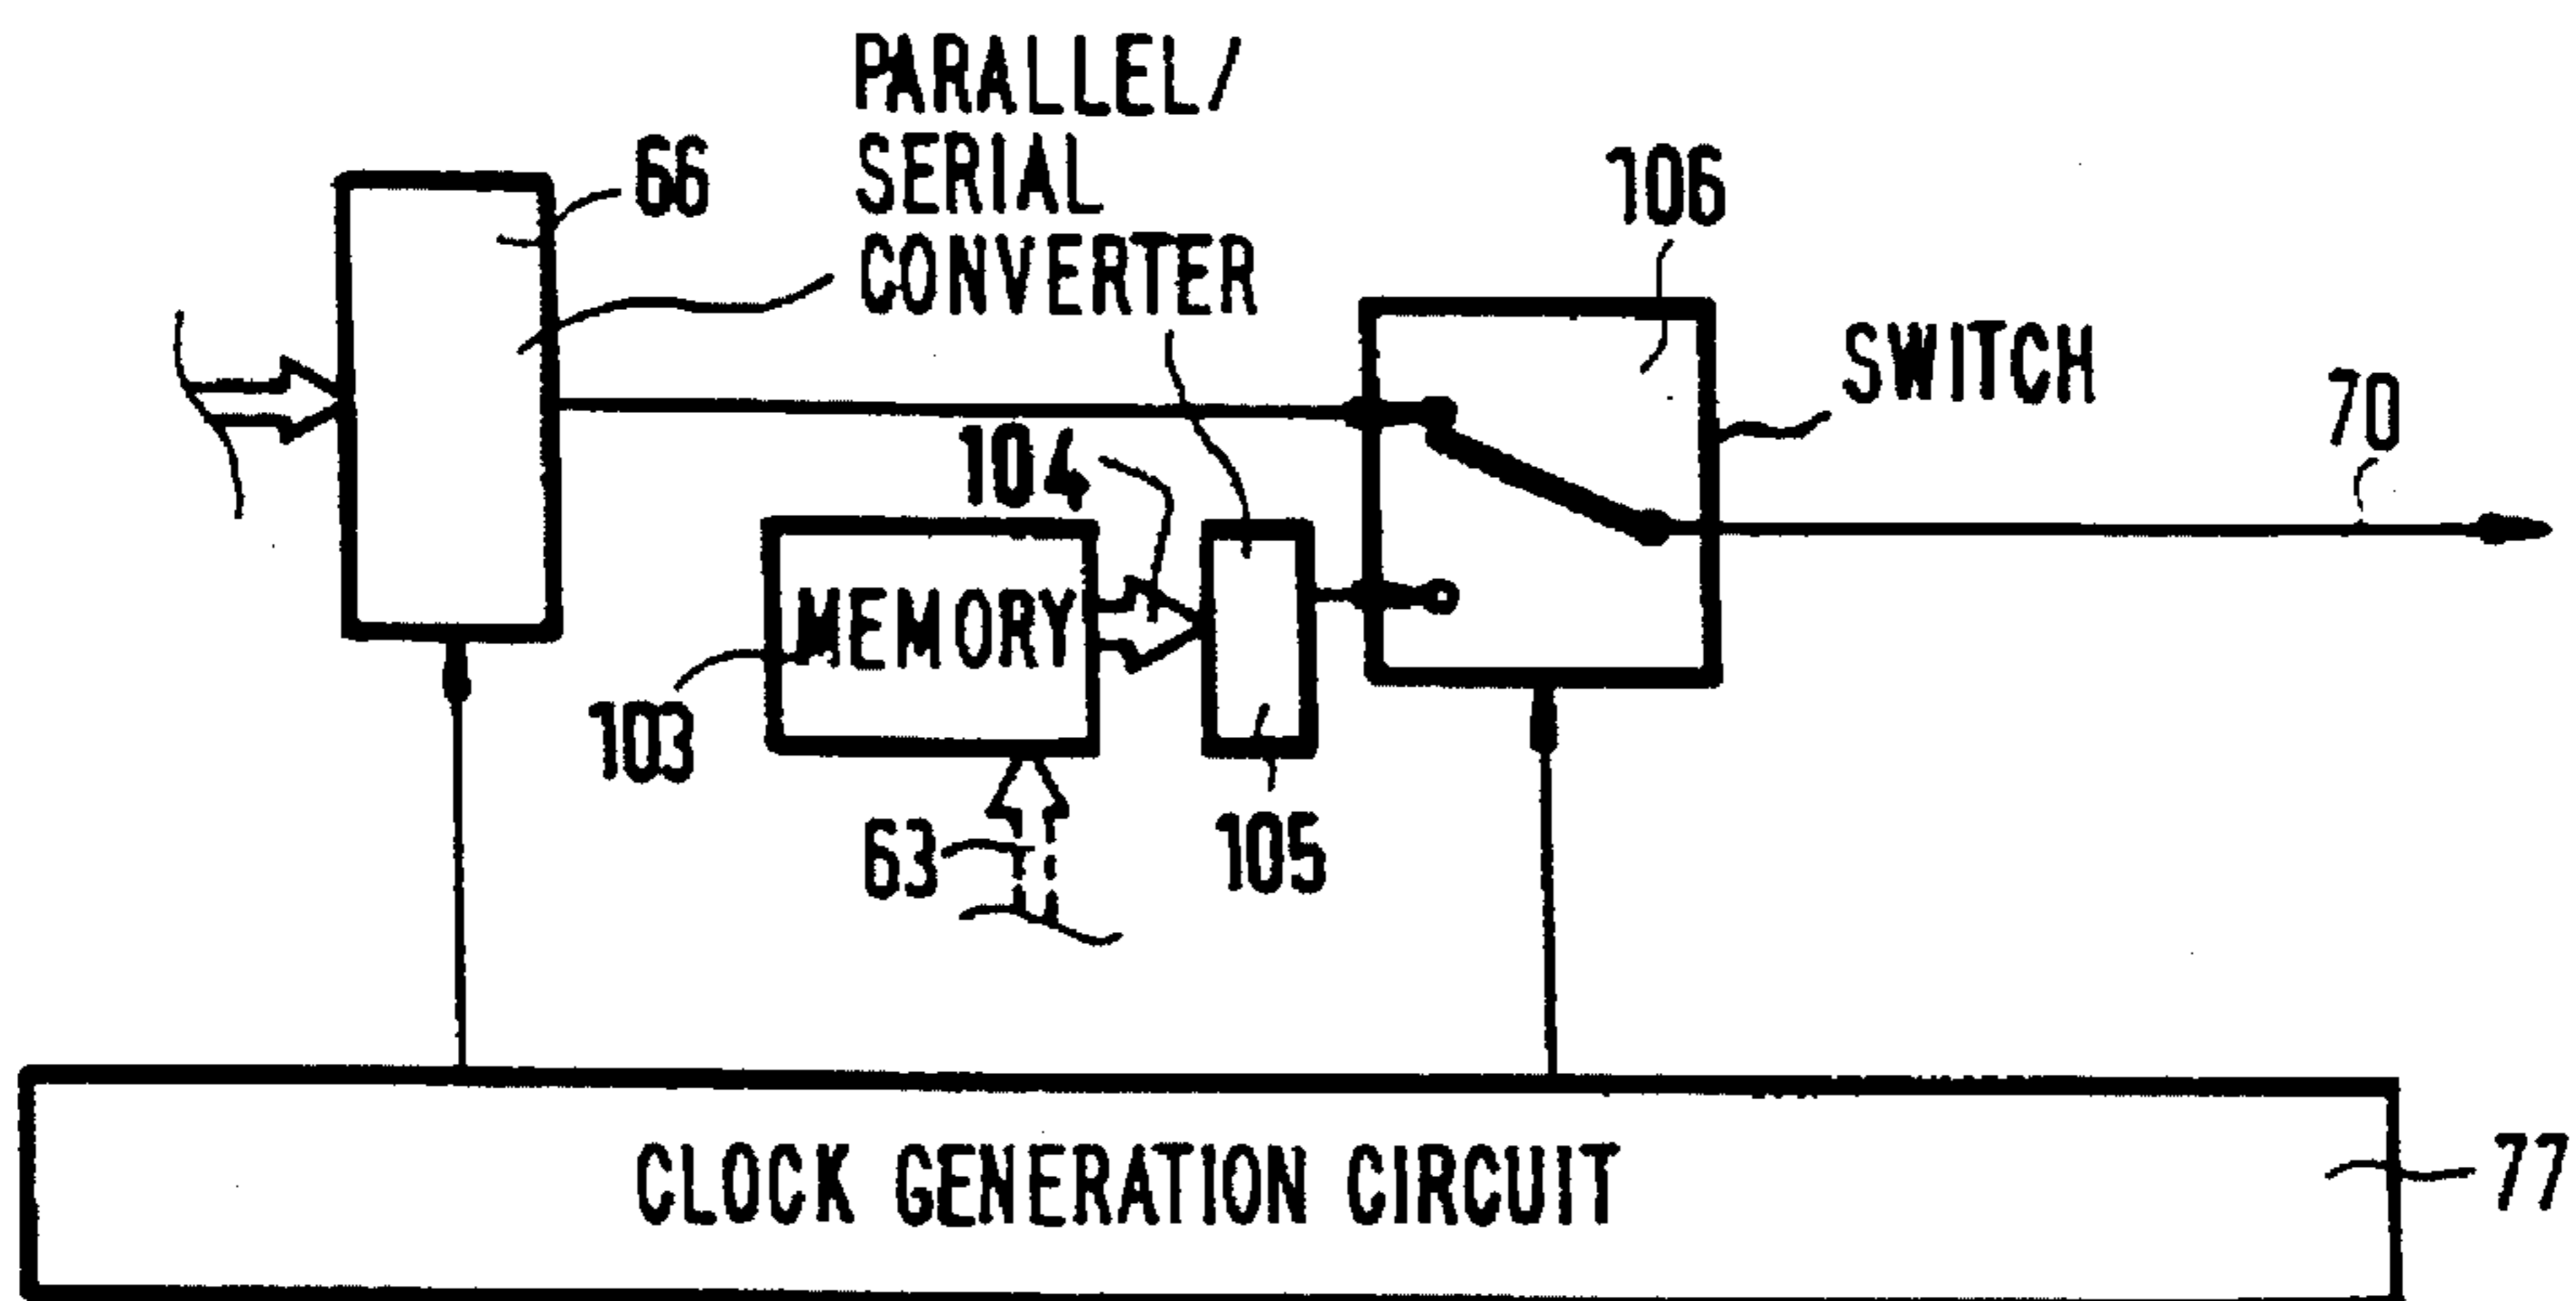 PARALLEL/
SERIAL
CONVERTER
66
106
SWITCH
70
104
MEMORY
103
63
105
CLOCK GENERATION CIRCUIT
77